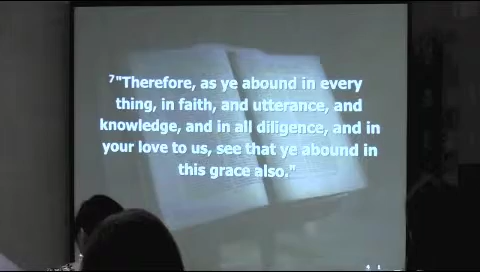 7"Therefore, as ye abound in every
thing, in faith, and utterance, and
knowledge, and in all diligence, and in
your love to us, see that ye abound in
this grace also."